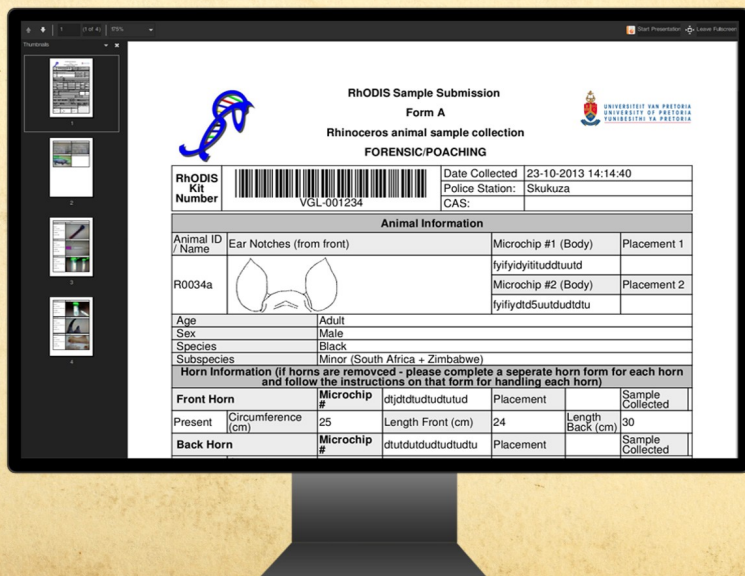 1 (1 of 4) 175%
Start Presentation Leave Fullscreen
Thumbnails
1
2
3
4
RhODIS Sample Submission
Form A
Rhinoceros animal sample collection
FORENSIC/POACHING
UNIVERSITEIT VAN PRETORIA
UNIVERSITY OF PRETORIA
YUNIBESITHI YA PRETORIA
RhODIS Kit Number
VGL-001234
Date Collected 23-10-2013 14:14:40
Police Station: Skukuza
CAS:
Animal Information
Animal ID / Name Ear Notches (from front) Microchip #1 (Body) Placement 1
fyifyidyitituddtuutd
R0034a Microchip #2 (Body) Placement 2
fyifiydtd5uutdudtdtu
Age Adult
Sex Male
Species Black
Subspecies Minor (South Africa + Zimbabwe)
Horn Information (if horns are removced - please complete a seperate horn form for each horn
and follow the instructions on that form for handling each horn)
Front Horn Microchip # dtjdtdtudtudtutud Placement Sample Collected
Present Circumference (cm) 25 Length Front (cm) 24 Length Back (cm) 30
Back Horn Microchip # dtutdutdudtudtudtu Placement Sample Collected